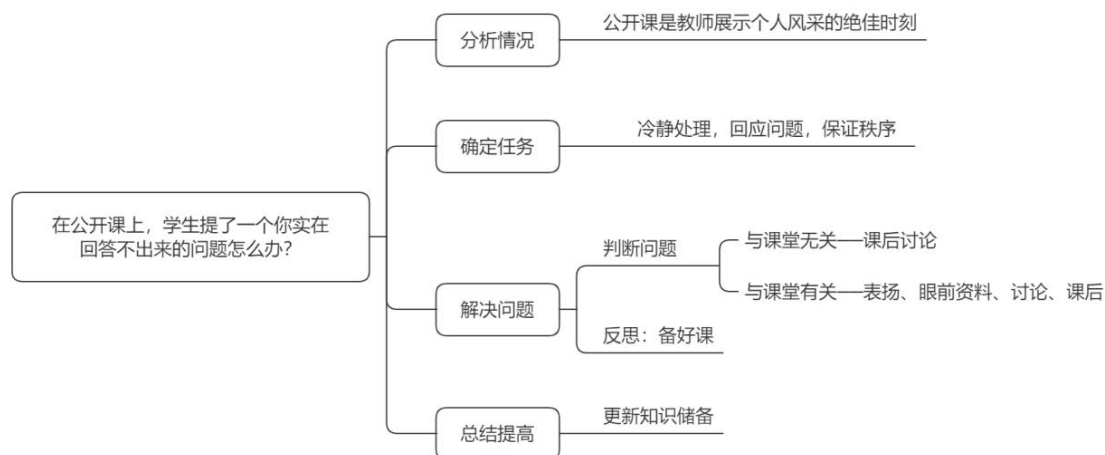 在公开课上，学生提了一个你实在
回答不出来的问题怎么办？
分析情况
公开课是教师展示个人风采的绝佳时刻
确定任务
冷静处理，回应问题，保证秩序
解决问题
判断问题
与课堂无关——课后讨论
与课堂有关——表扬、眼前资料、讨论、课后
反思：备好课
总结提高
更新知识储备